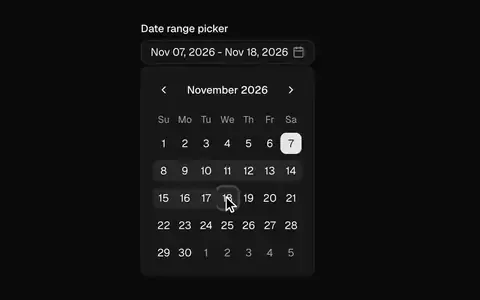 Date range picker
Nov 07, 2026 - Nov 18, 2026
November 2026
Su Mo Tu We Th Fr Sa
1 2 3 4 5 6 7
8 9 10 11 12 13 14
15 16 17 18 19 20 21
22 23 24 25 26 27 28
29 30 1 2 3 4 5